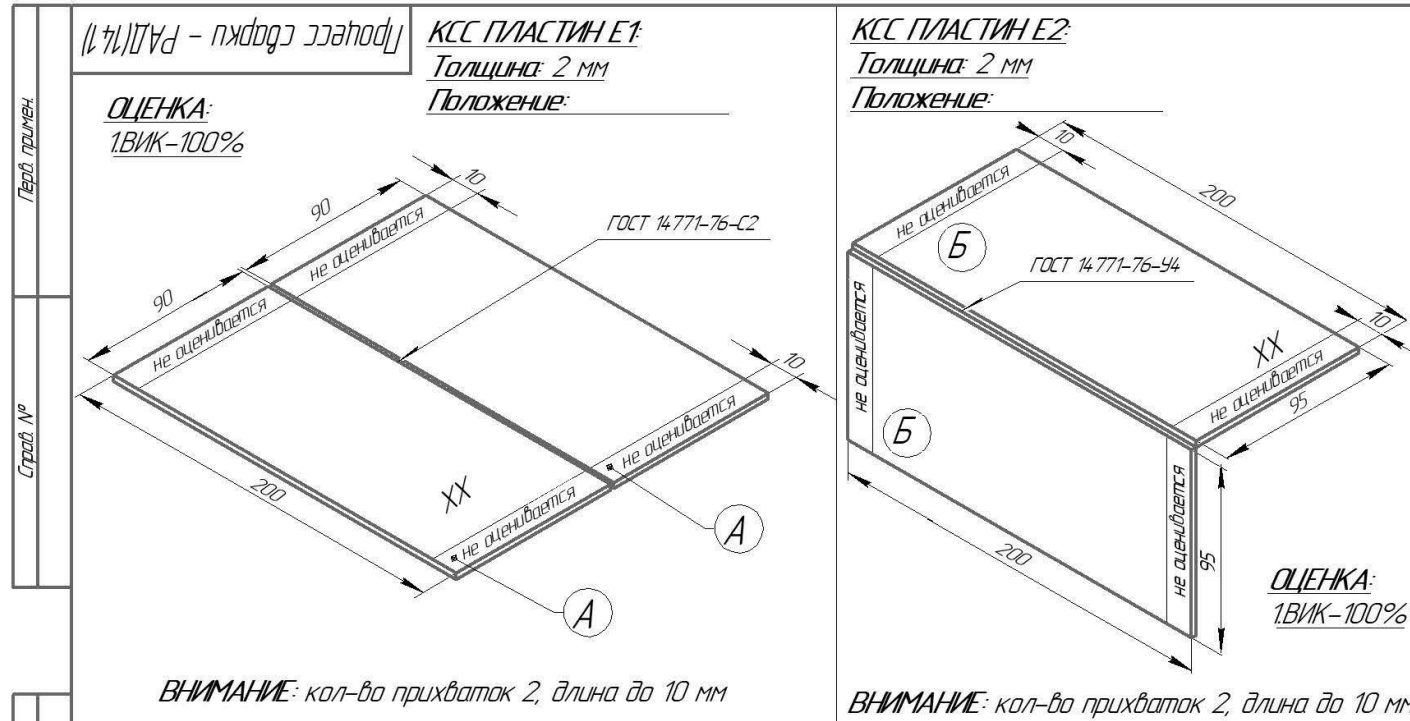 Процесс сварки - РАД(141)
Перв. примен.
Справ. №
КСС ПЛАСТИН Е1:
Толщина: 2 мм
Положение:
ОЦЕНКА:
1.ВИК-100%
90
90
10
10
200
ГОСТ 14771-76-С2
не оценивается
не оценивается
не оценивается
не оценивается
ХХ
А
А
ВНИМАНИЕ: кол-во прихваток 2, длина до 10 мм
КСС ПЛАСТИН Е2:
Толщина: 2 мм
Положение:
10
200
не оценивается
Б
ГОСТ 14771-76-У4
10
ХХ
не оценивается
95
не оценивается
Б
не оценивается
95
200
ОЦЕНКА:
1.ВИК-100%
ВНИМАНИЕ: кол-во прихваток 2, длина до 10 мм